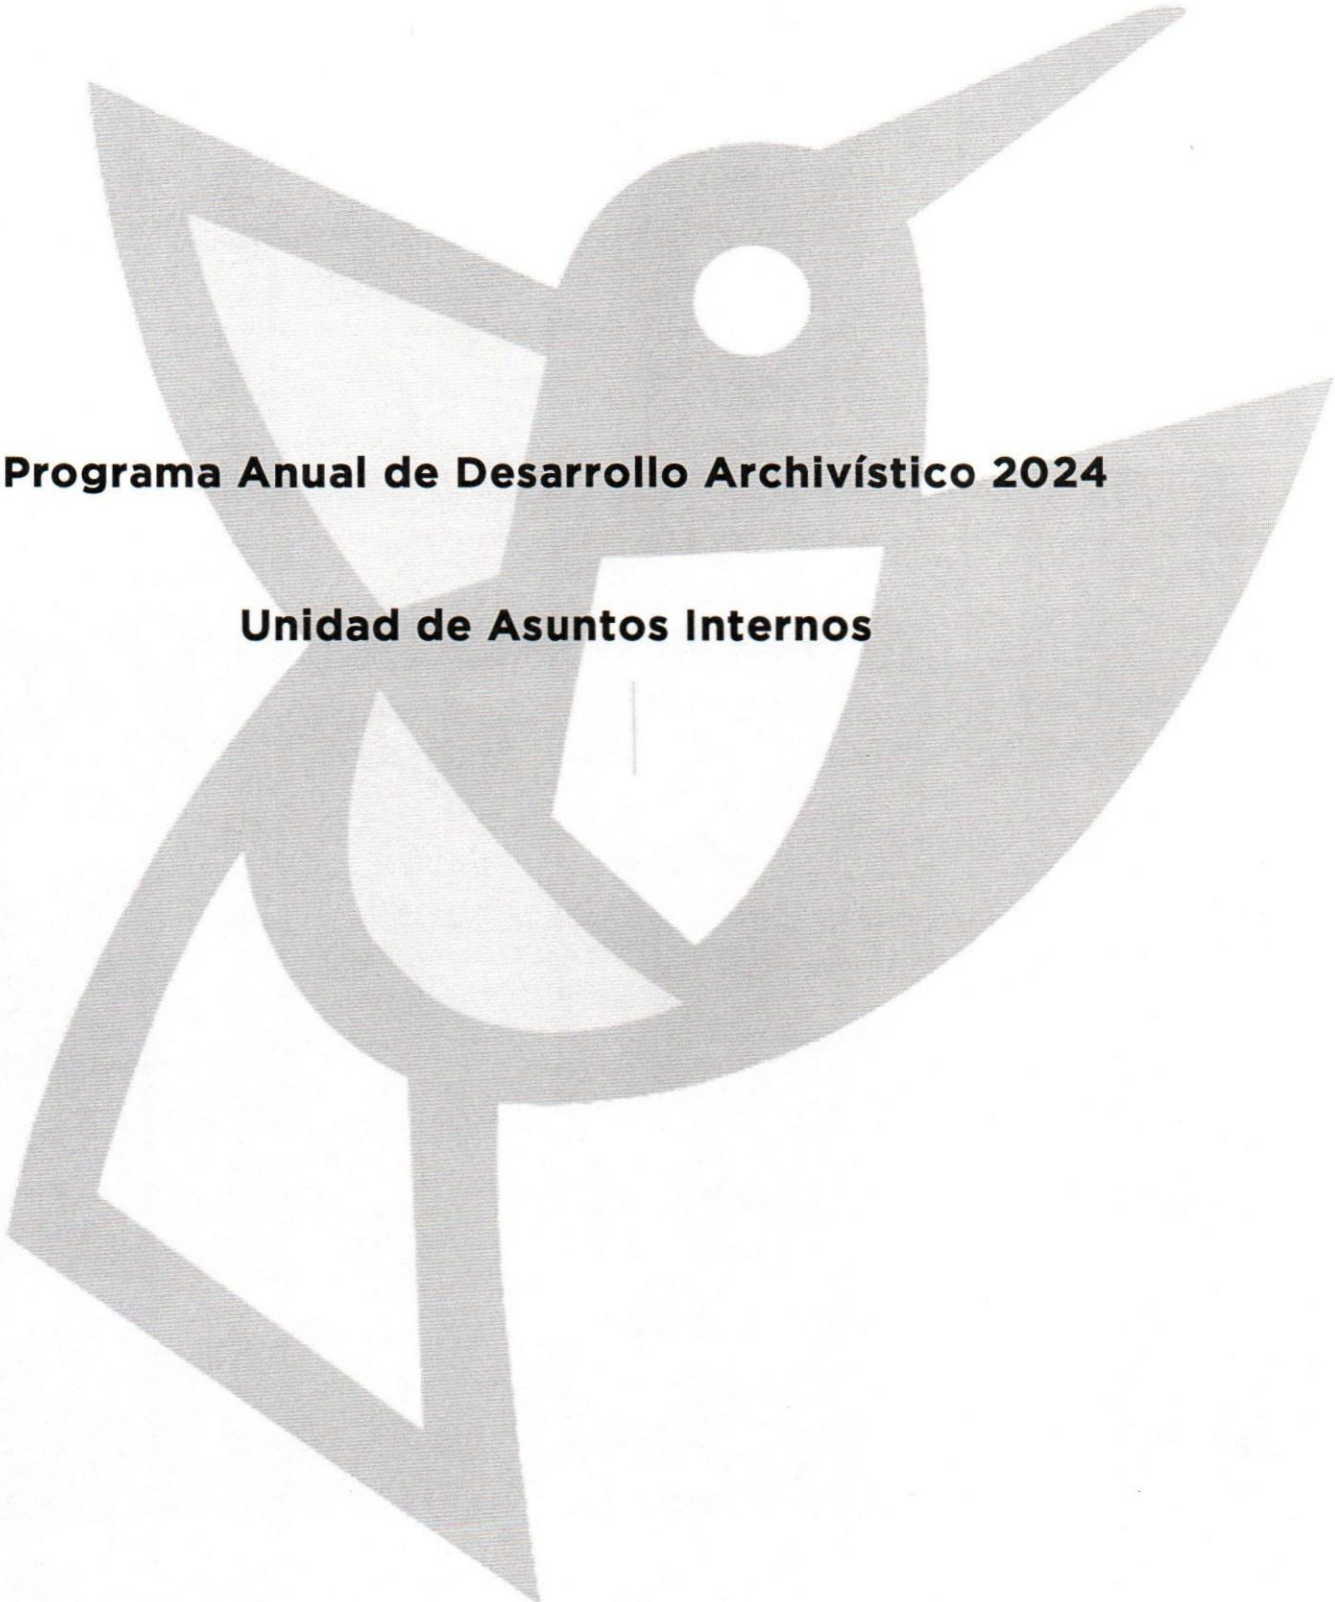 Programa Anual de Desarrollo Archivístico 2024
Unidad de Asuntos Internos